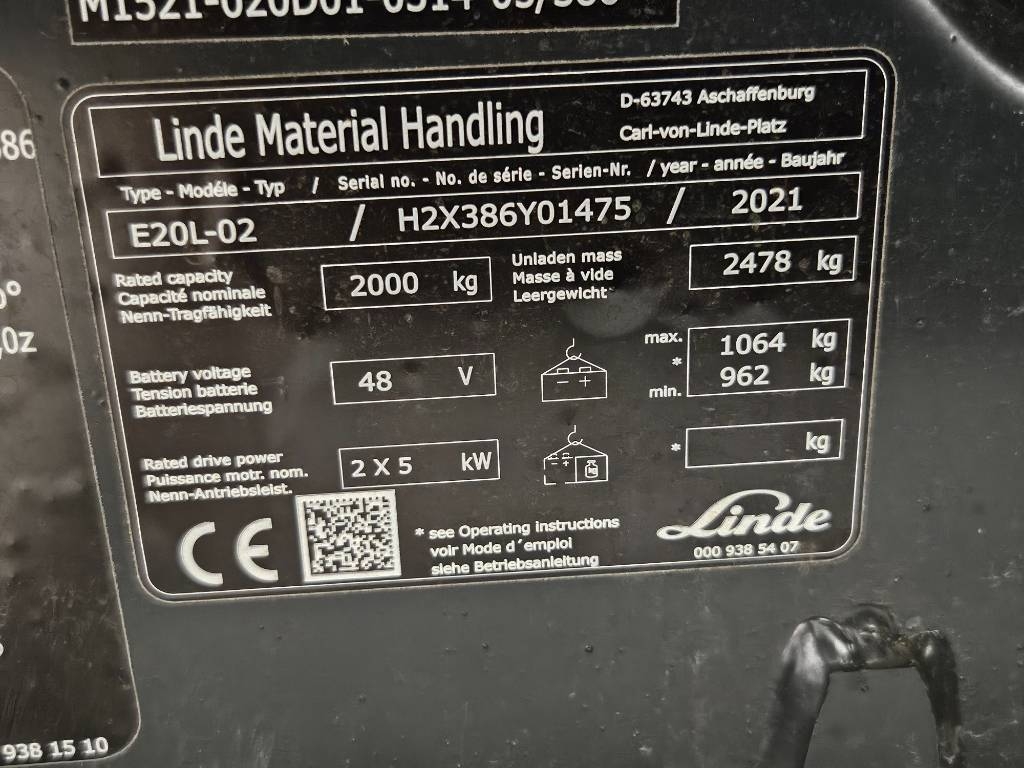 Linde Material Handling
D-63743 Aschaffenburg
Carl-von-Linde-Platz
Type - Modéle - Typ / Serial no. - No. de série - Serien-Nr. / year - année - Baujahr
E20L-02 / H2X386Y01475 / 2021
Rated capacity
Capacité nominale
Nenn-Tragfähigkeit
2000 kg
Unladen mass
Masse à vide
Leergewicht
2478 kg
Battery voltage
Tension batterie
Batteriespannung
48 V
max. 1064 kg
*
min. 962 kg
Rated drive power
Puissance motr. nom.
Nenn-Antriebsleist.
2 X 5 kW
* kg
CE
* see Operating instructions
voir Mode d´emploi
siehe Betriebsanleitung
Linde
000 938 54 07
86
0°
0z
938 15 10